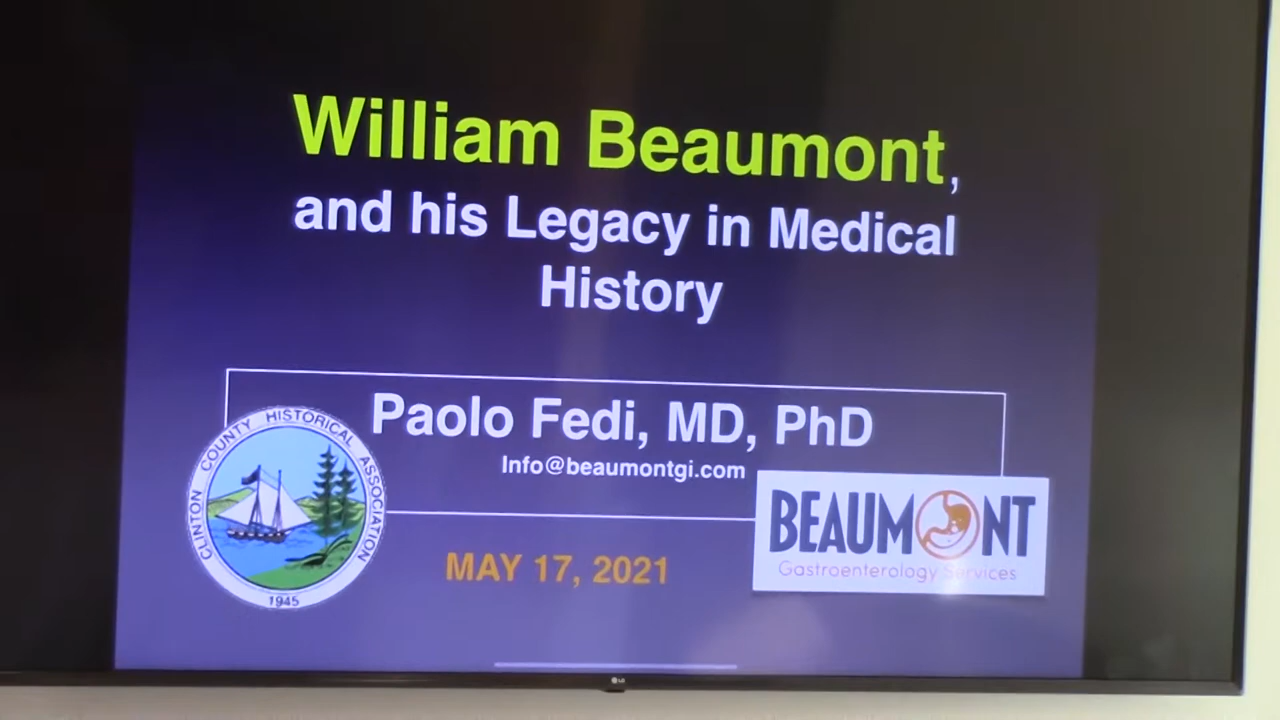 William Beaumont,
and his Legacy in Medical
History
Paolo Fedi, MD, PhD
Info@beaumontgi.com
CLINTON COUNTY HISTORICAL ASSOCIATION
1945
BEAUMONT
Gastroenterology Services
MAY 17, 2021
LG